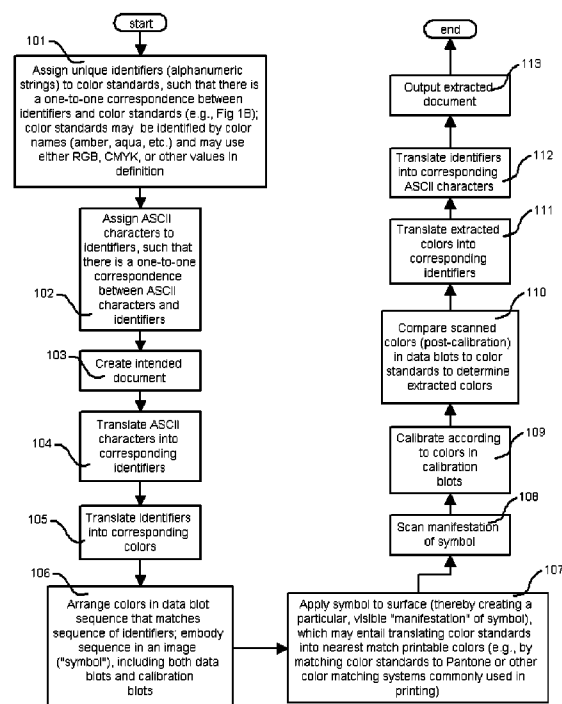 start
101
Assign unique identifiers (alphanumeric
strings) to color standards, such that there is
a one-to-one correspondence between
identifiers and color standards (e.g., Fig 1B);
color standards may be identified by color
names (amber, aqua, etc.) and may use
either RGB, CMYK, or other values in
definition
Assign ASCII
characters to
identifiers, such that
there is a one-to-one
correspondence
between ASCII
characters and
identifiers
102
103
Create intended
document
Translate ASCII
characters into
corresponding
identifiers
104
105
Translate identifiers
into corresponding
colors
106
Arrange colors in data blot
sequence that matches
sequence of identifiers; embody
sequence in an image
("symbol"), including both data
blots and calibration
blots
107
Apply symbol to surface (thereby creating a
particular, visible "manifestation" of symbol),
which may entail translating color standards
into nearest match printable colors (e.g., by
matching color standards to Pantone or other
color matching systems commonly used in
printing)
108
Scan manifestation
of symbol
109
Calibrate according
to colors in
calibration
blots
110
Compare scanned
colors (post-calibration)
in data blots to color
standards to determine
extracted colors
111
Translate extracted
colors into
corresponding
identifiers
112
Translate identifiers
into corresponding
ASCII characters
113
Output extracted
document
end